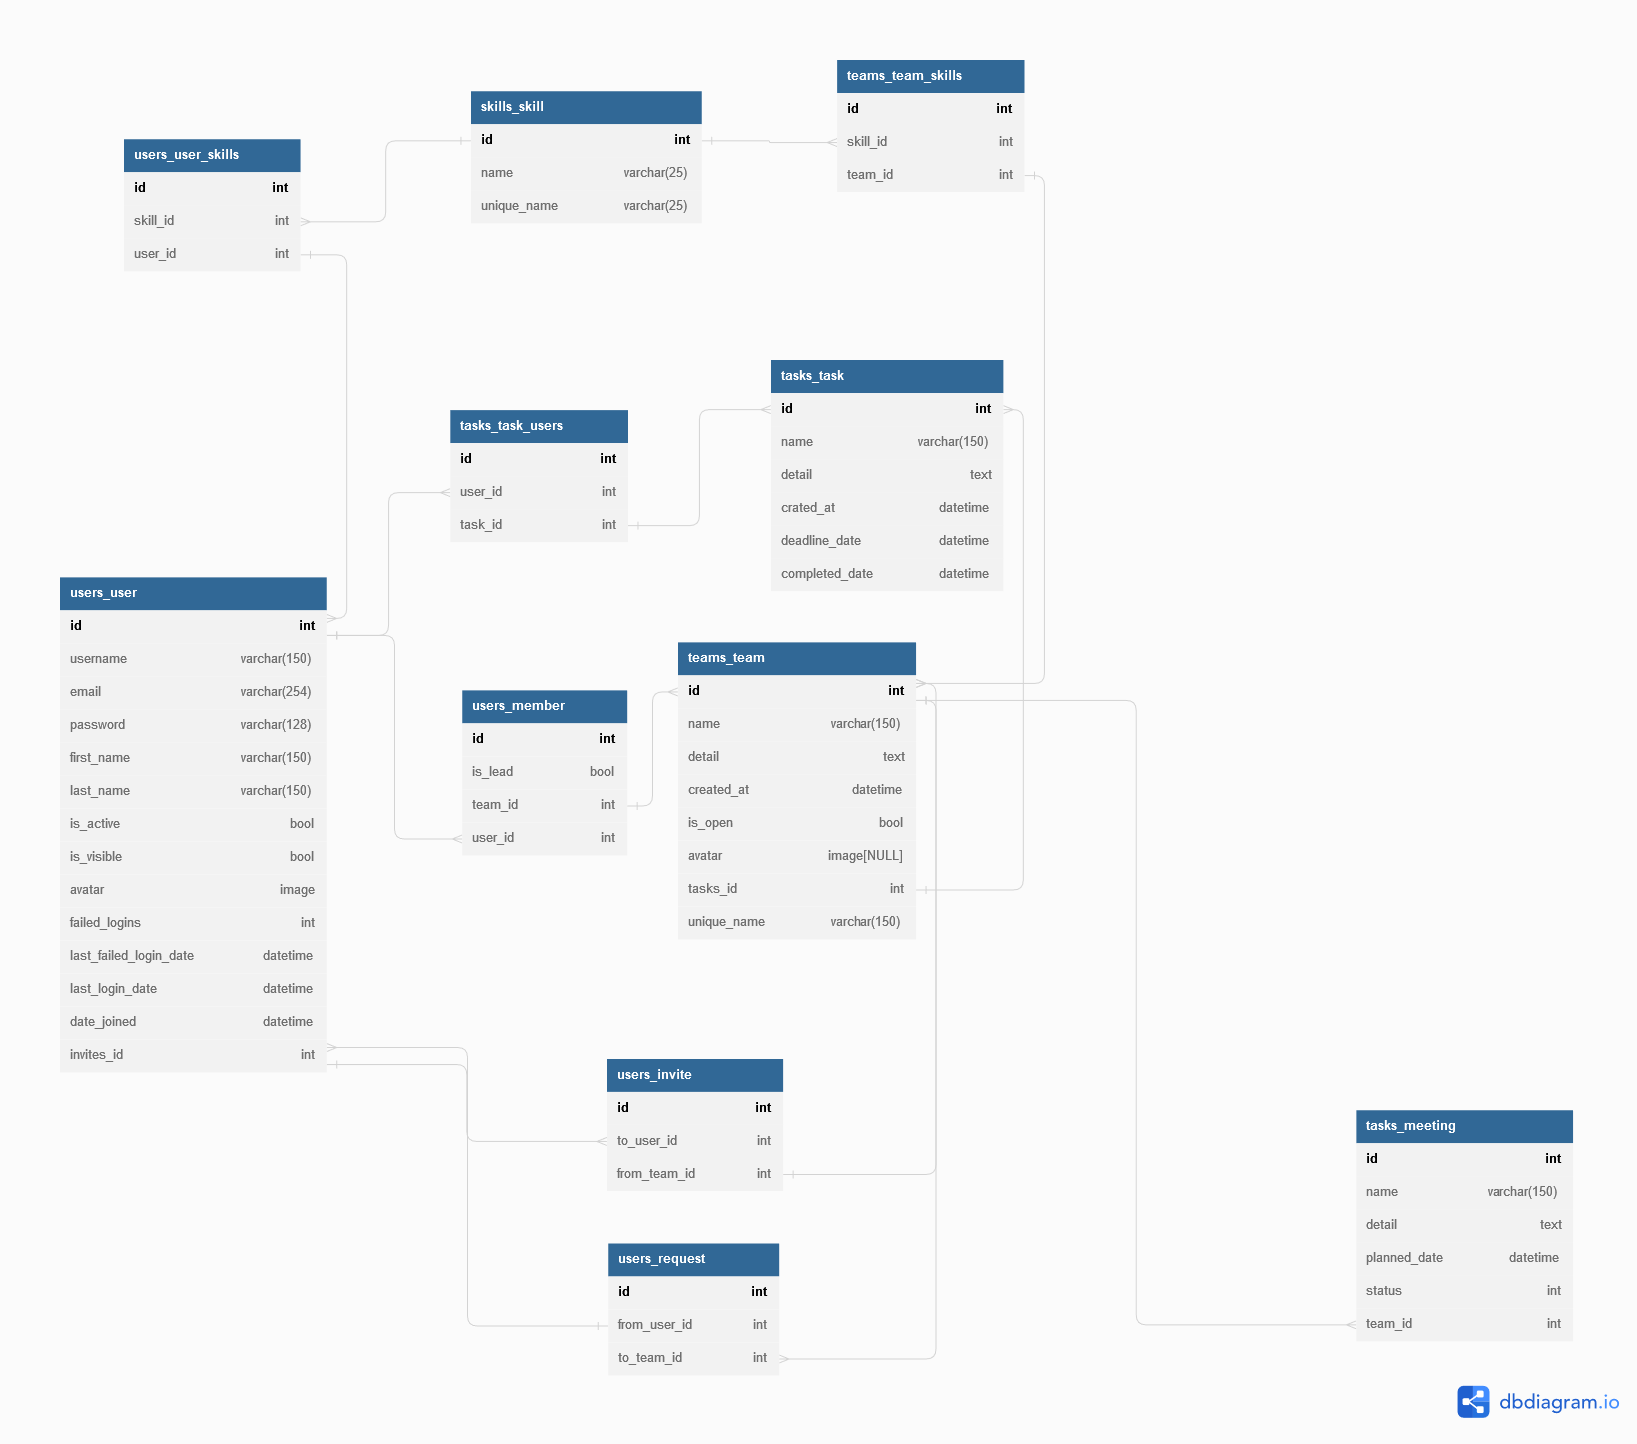 teams_team_skills
id int
skill_id int
team_id int
skills_skill
id int
name varchar(25)
unique_name varchar(25)
users_user_skills
id int
skill_id int
user_id int
tasks_task
id int
name varchar(150)
detail text
crated_at datetime
deadline_date datetime
completed_date datetime
tasks_task_users
id int
user_id int
task_id int
users_user
id int
username varchar(150)
email varchar(254)
password varchar(128)
first_name varchar(150)
last_name varchar(150)
is_active bool
is_visible bool
avatar image
failed_logins int
last_failed_login_date datetime
last_login_date datetime
date_joined datetime
invites_id int
teams_team
id int
name varchar(150)
detail text
created_at datetime
is_open bool
avatar image[NULL]
tasks_id int
unique_name varchar(150)
users_member
id int
is_lead bool
team_id int
user_id int
users_invite
id int
to_user_id int
from_team_id int
users_request
id int
from_user_id int
to_team_id int
tasks_meeting
id int
name varchar(150)
detail text
planned_date datetime
status int
team_id int
dbdiagram.io